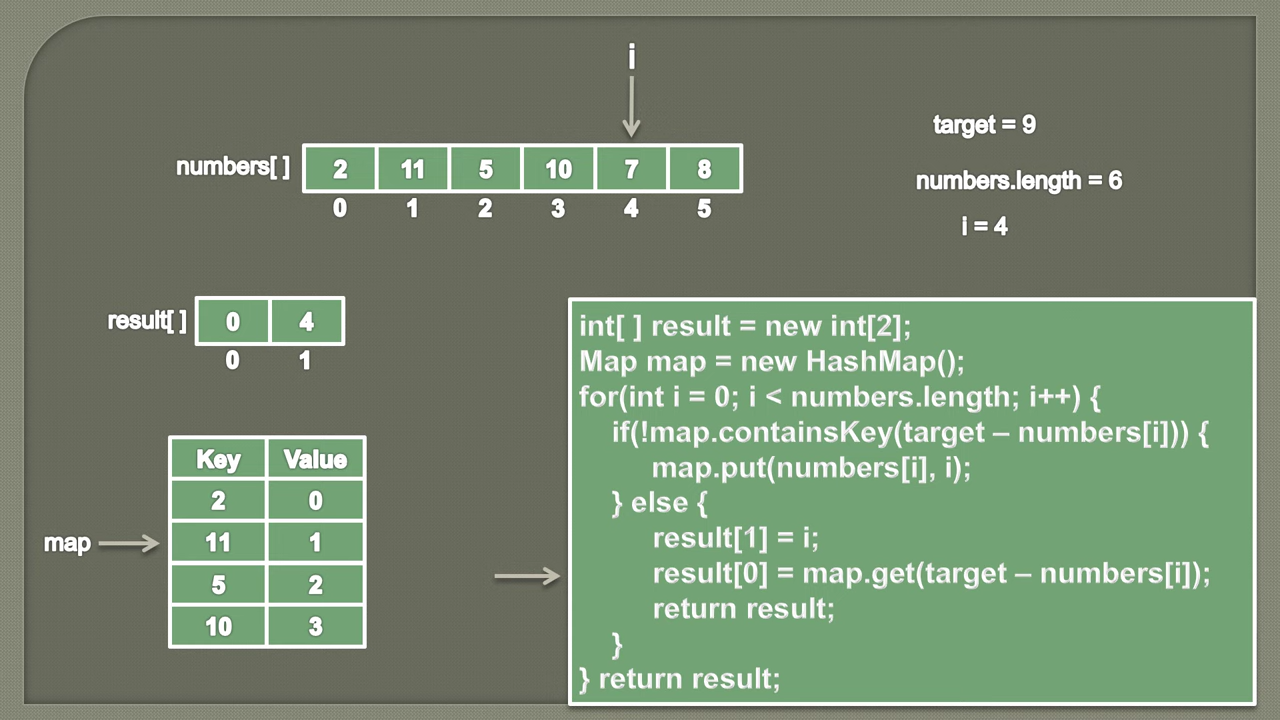 i
target = 9
numbers[ ] 2 11 5 10 7 8
numbers.length = 6
0 1 2 3 4 5
i = 4
result[ ] 0 4
0 1
int[ ] result = new int[2];
Map map = new HashMap();
for(int i = 0; i < numbers.length; i++) {
if(!map.containsKey(target – numbers[i])) {
map.put(numbers[i], i);
} else {
result[1] = i;
result[0] = map.get(target – numbers[i]);
return result;
}
} return result;
Key Value
2 0
map 11 1
5 2
10 3